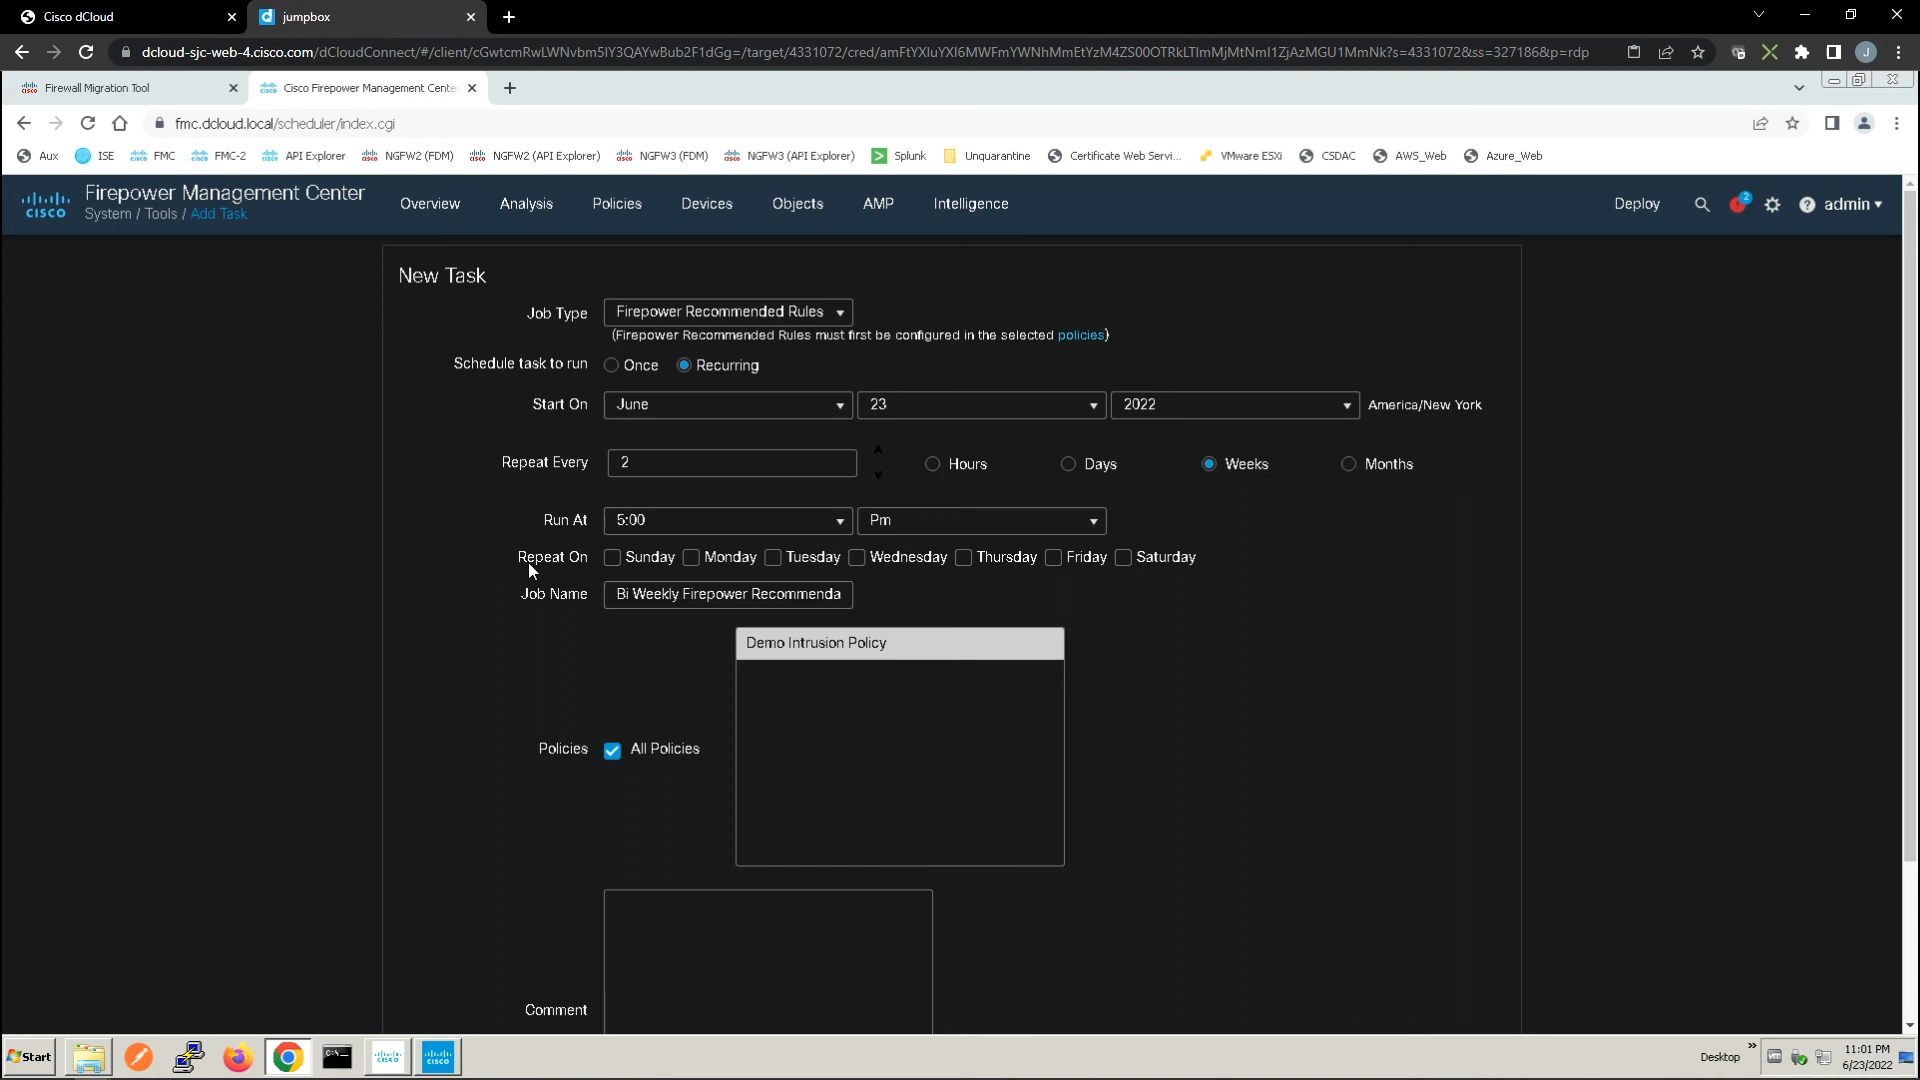 Cisco dCloud
jumpbox
dcloud-sjc-web-4.cisco.com/dCloudConnect/#/client/cGwtcmRwLWNvbm5lY3QAYwBub2F1dGg=/target/4331072/cred/amFtYXIuYXI6MWFmYWNhMmEtYzM4ZS00OTRkLTlmMjMtNmI1ZjAzMGU1MmNk?s=4331072&ss=327186&p=rdp
J
Firewall Migration Tool
Cisco Firepower Management Cente
fmc.dcloud.local/scheduler/index.cgi
Aux ISE FMC FMC-2 API Explorer NGFW2 (FDM) NGFW2 (API Explorer) NGFW3 (FDM) NGFW3 (API Explorer) Splunk Unquarantine Certificate Web Servi... VMware ESXi CSDAC AWS_Web Azure_Web
CISCO
Firepower Management Center
System / Tools / Add Task
Overview Analysis Policies Devices Objects AMP Intelligence
Deploy 2 admin
New Task
Job Type Firepower Recommended Rules
(Firepower Recommended Rules must first be configured in the selected policies)
Schedule task to run Once Recurring
Start On June 23 2022 America/New York
Repeat Every 2 Hours Days Weeks Months
Run At 5:00 Pm
Repeat On Sunday Monday Tuesday Wednesday Thursday Friday Saturday
Job Name Bi Weekly Firepower Recommenda
Demo Intrusion Policy
Policies All Policies
Comment
Start
Desktop
11:01 PM
6/23/2022